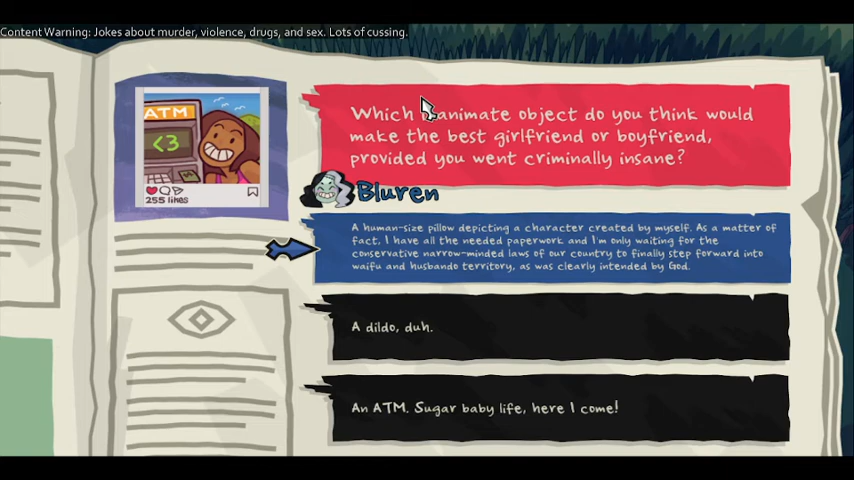 Content Warning: Jokes about murder, violence, drugs, and sex. Lots of cussing.
ATM
<3
255 likes
Which animate object do you think would
make the best girlfriend or boyfriend,
provided you went criminally insane?
Bluren
A human-size pillow depicting a character created by myself. As a matter of
fact, I have all the needed paperwork and I'm only waiting for the
conservative narrow-minded laws of our country to finally step forward into
waifu and husbando territory, as was clearly intended by God.
A dildo, duh.
An ATM. Sugar baby life, here I come!